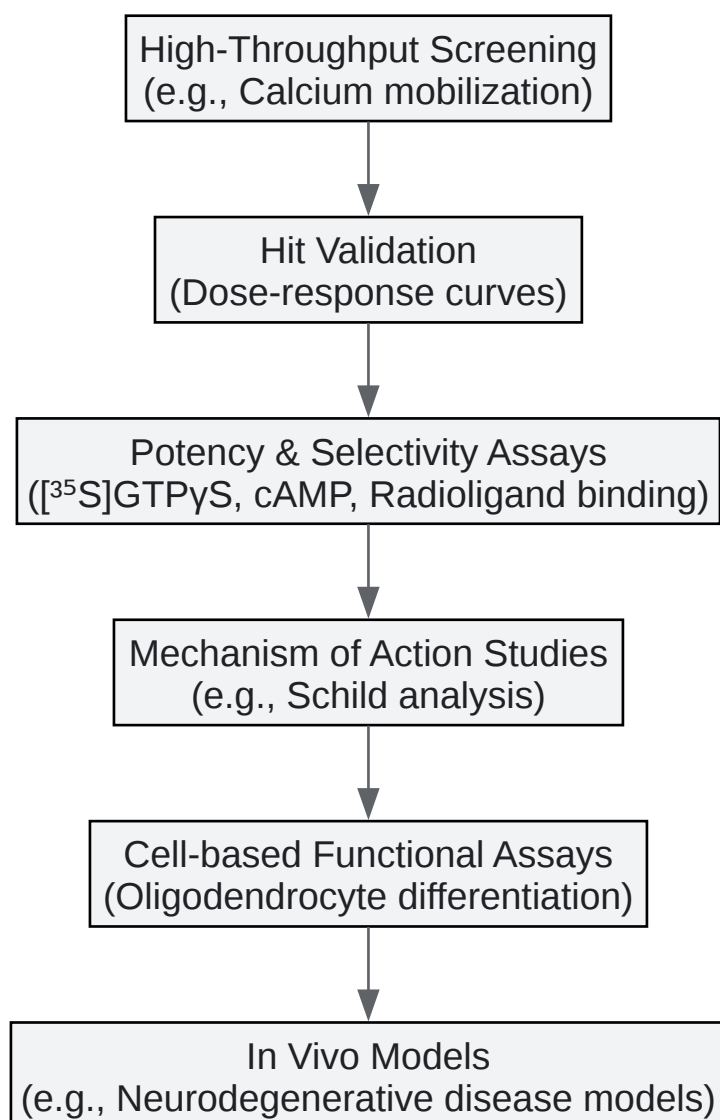 High-Throughput Screening
(e.g., Calcium mobilization)
Hit Validation
(Dose-response curves)
Potency & Selectivity Assays
([³⁵S]GTPγS, cAMP, Radioligand binding)
Mechanism of Action Studies
(e.g., Schild analysis)
Cell-based Functional Assays
(Oligodendrocyte differentiation)
In Vivo Models
(e.g., Neurodegenerative disease models)